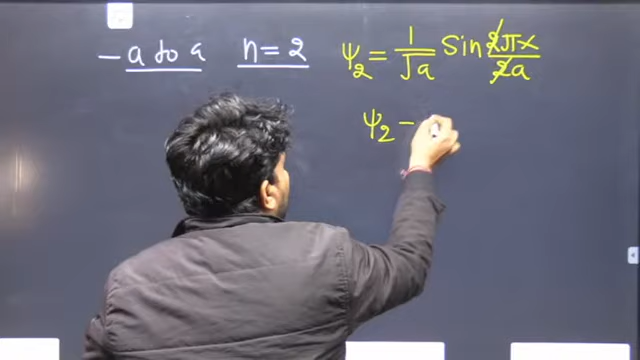 - a to a n = 2 ψ₂ = 1/√a Sin 2πx/2a
ψ₂ -